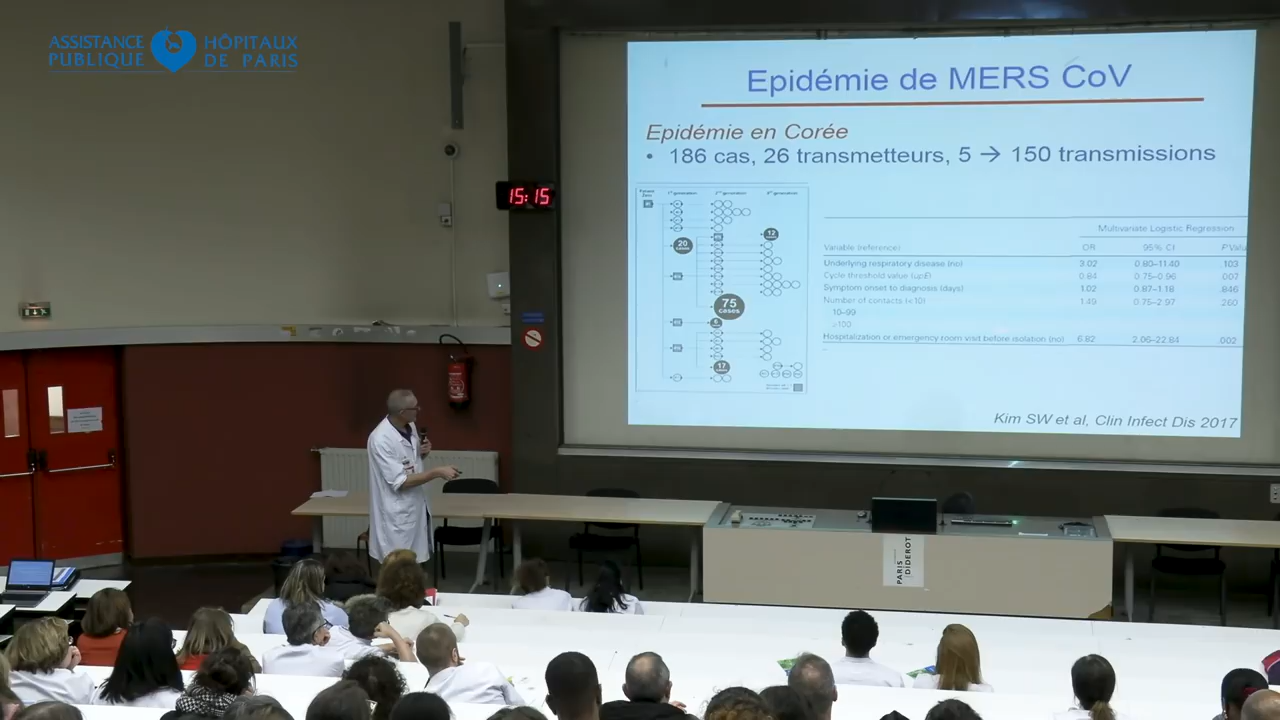 ASSISTANCE HÔPITAUX
PUBLIQUE DE PARIS
Epidémie de MERS CoV
Epidémie en Corée
• 186 cas, 26 transmetteurs, 5 → 150 transmissions
15:15
20
cases
12
75
cases
17
Multivariate Logistic Regression
Variable (reference) OR 95% CI P Valu
Underlying respiratory disease (no) 3.02 0.80–11.40 .103
Cycle threshold value (upE) 0.84 0.75–0.96 .007
Symptom onset to diagnosis (days) 1.02 0.87–1.18 .846
Number of contacts (<10) 1.49 0.75–2.97 .260
10–99
≥100
Hospitalization or emergency room visit before isolation (no) 6.82 2.06–22.84 .002
Kim SW et al, Clin Infect Dis 2017
PARIS
DIDEROT